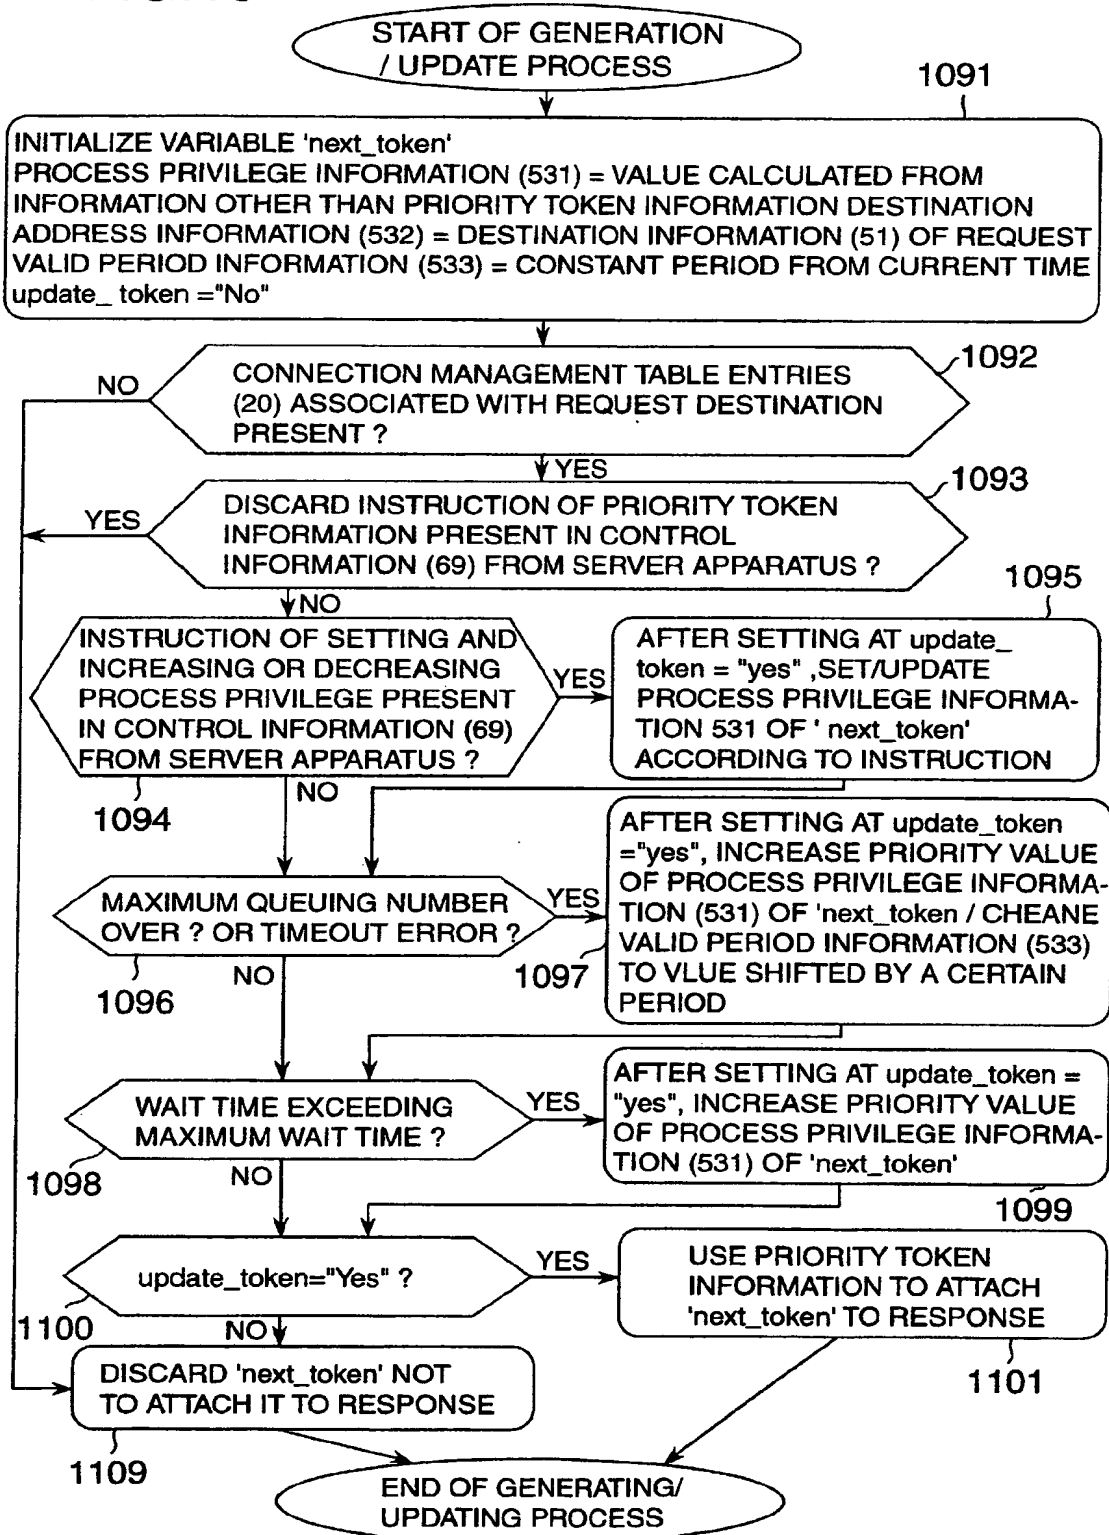 START OF GENERATION
/ UPDATE PROCESS
1091
INITIALIZE VARIABLE 'next_token'
PROCESS PRIVILEGE INFORMATION (531) = VALUE CALCULATED FROM
INFORMATION OTHER THAN PRIORITY TOKEN INFORMATION DESTINATION
ADDRESS INFORMATION (532) = DESTINATION INFORMATION (51) OF REQUEST
VALID PERIOD INFORMATION (533) = CONSTANT PERIOD FROM CURRENT TIME
update_ token ="No"
1092
NO
CONNECTION MANAGEMENT TABLE ENTRIES
(20) ASSOCIATED WITH REQUEST DESTINATION
PRESENT ?
YES
1093
YES
DISCARD INSTRUCTION OF PRIORITY TOKEN
INFORMATION PRESENT IN CONTROL
INFORMATION (69) FROM SERVER APPARATUS ?
NO
1095
INSTRUCTION OF SETTING AND
INCREASING OR DECREASING
PROCESS PRIVILEGE PRESENT
IN CONTROL INFORMATION (69)
FROM SERVER APPARATUS ?
YES
AFTER SETTING AT update_
token = "yes" ,SET/UPDATE
PROCESS PRIVILEGE INFORMA-
TION 531 OF ' next_token'
ACCORDING TO INSTRUCTION
NO
1094
MAXIMUM QUEUING NUMBER
OVER ? OR TIMEOUT ERROR ?
YES
AFTER SETTING AT update_token
="yes", INCREASE PRIORITY VALUE
OF PROCESS PRIVILEGE INFORMA-
TION (531) OF 'next_token / CHEANE
VALID PERIOD INFORMATION (533)
TO VLUE SHIFTED BY A CERTAIN
PERIOD
1097
NO
1096
WAIT TIME EXCEEDING
MAXIMUM WAIT TIME ?
YES
AFTER SETTING AT update_token =
"yes", INCREASE PRIORITY VALUE
OF PROCESS PRIVILEGE INFORMA-
TION (531) OF 'next_token'
NO
1098
1099
update_token="Yes" ?
YES
USE PRIORITY TOKEN
INFORMATION TO ATTACH
'next_token' TO RESPONSE
1100
NO
1101
DISCARD 'next_token' NOT
TO ATTACH IT TO RESPONSE
1109
END OF GENERATING/
UPDATING PROCESS